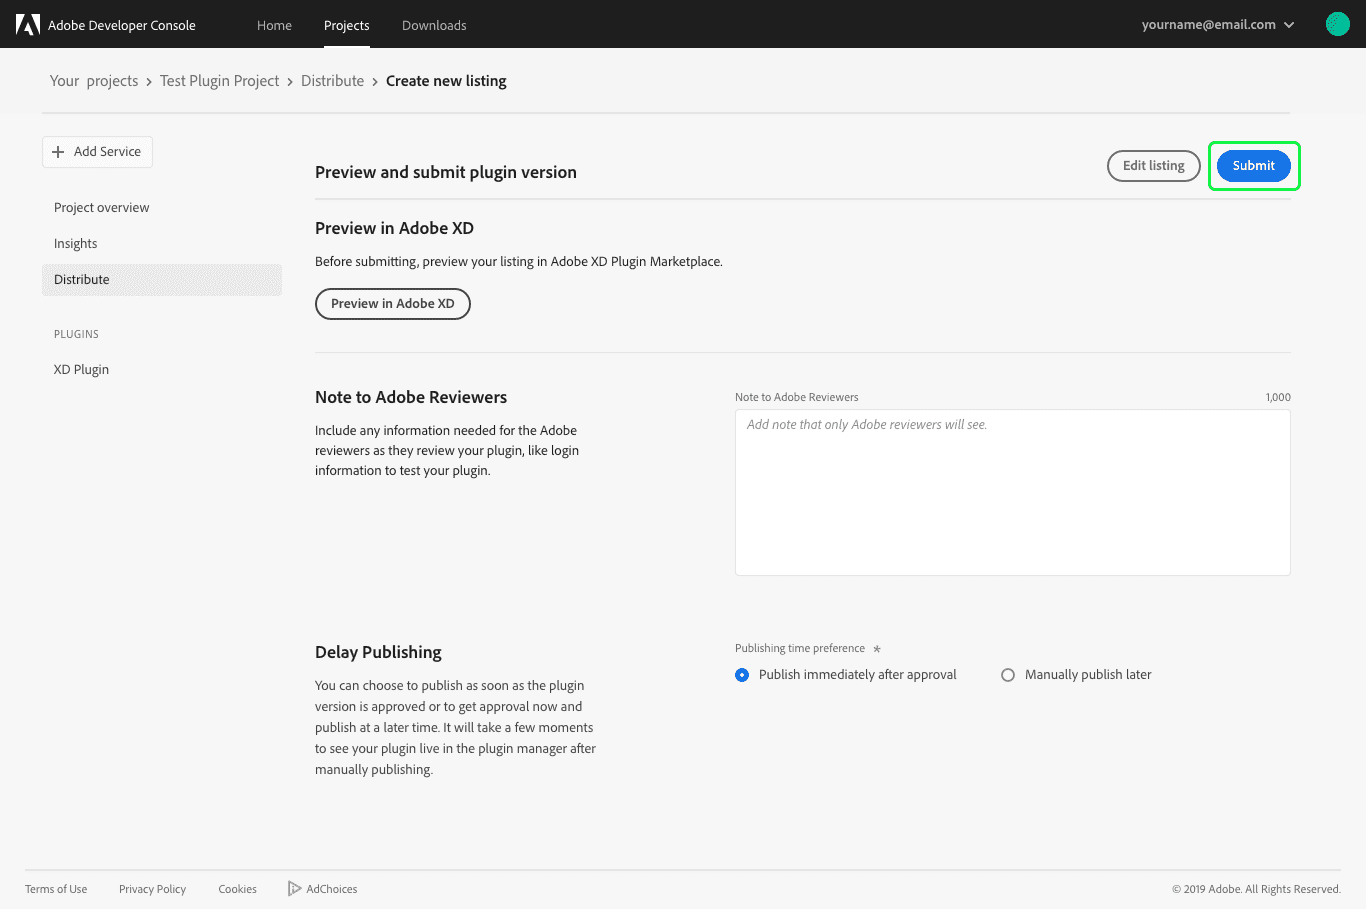 Adobe Developer Console
Home
Projects
Downloads
yourname@email.com
Your projects > Test Plugin Project > Distribute > Create new listing
+ Add Service
Project overview
Insights
Distribute
PLUGINS
XD Plugin
Preview and submit plugin version
Edit listing
Submit
Preview in Adobe XD
Before submitting, preview your listing in Adobe XD Plugin Marketplace.
Preview in Adobe XD
Note to Adobe Reviewers
Include any information needed for the Adobe
reviewers as they review your plugin, like login
information to test your plugin.
Note to Adobe Reviewers
1,000
Add note that only Adobe reviewers will see.
Delay Publishing
You can choose to publish as soon as the plugin
version is approved or to get approval now and
publish at a later time. It will take a few moments
to see your plugin live in the plugin manager after
manually publishing.
Publishing time preference *
Publish immediately after approval
Manually publish later
Terms of Use
Privacy Policy
Cookies
AdChoices
© 2019 Adobe. All Rights Reserved.